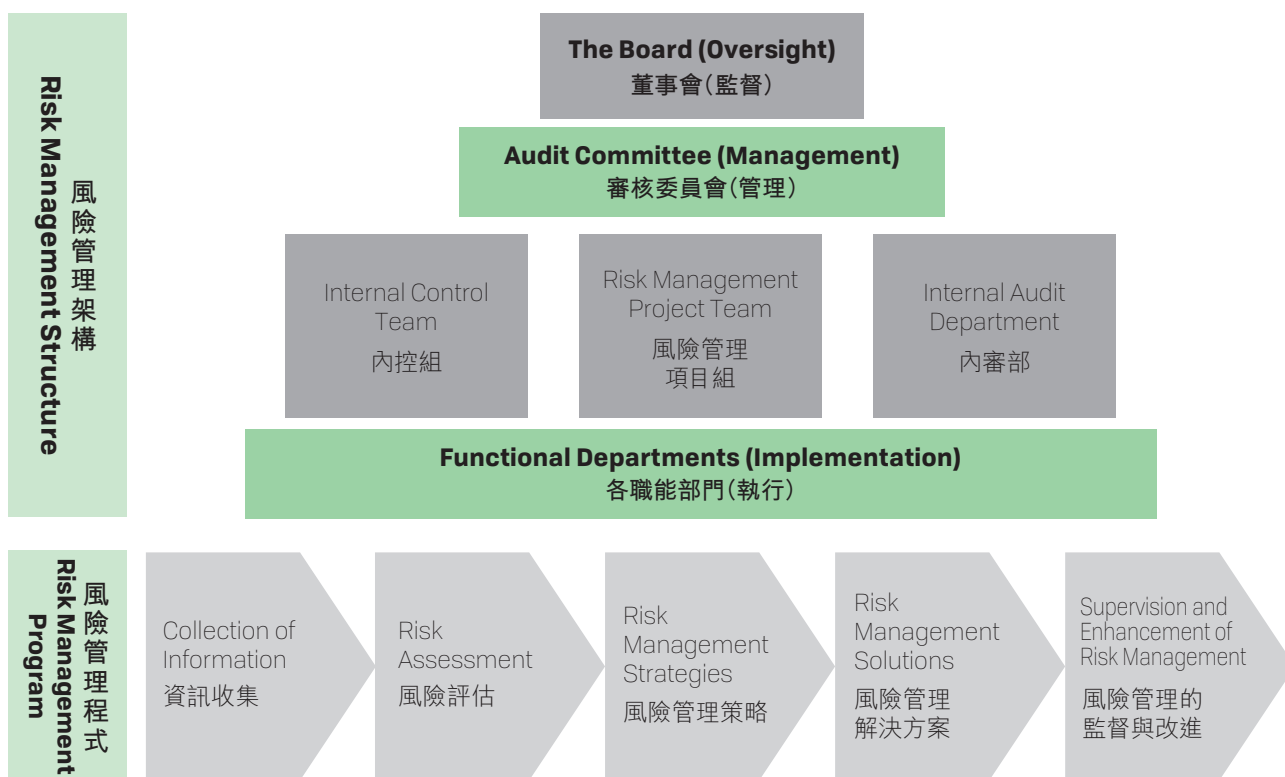 Risk Management Structure
風險管理架構
The Board (Oversight)
董事會(監督)
Audit Committee (Management)
審核委員會(管理)
Internal Control
Team
內控組
Risk Management
Project Team
風險管理
項目組
Internal Audit
Department
內審部
Functional Departments (Implementation)
各職能部門(執行)
風險管理程式
Risk Management
Program
Collection of
Information
資訊收集
Risk
Assessment
風險評估
Risk
Management
Strategies
風險管理策略
Risk
Management
Solutions
風險管理
解決方案
Supervision and
Enhancement of
Risk Management
風險管理的
監督與改進